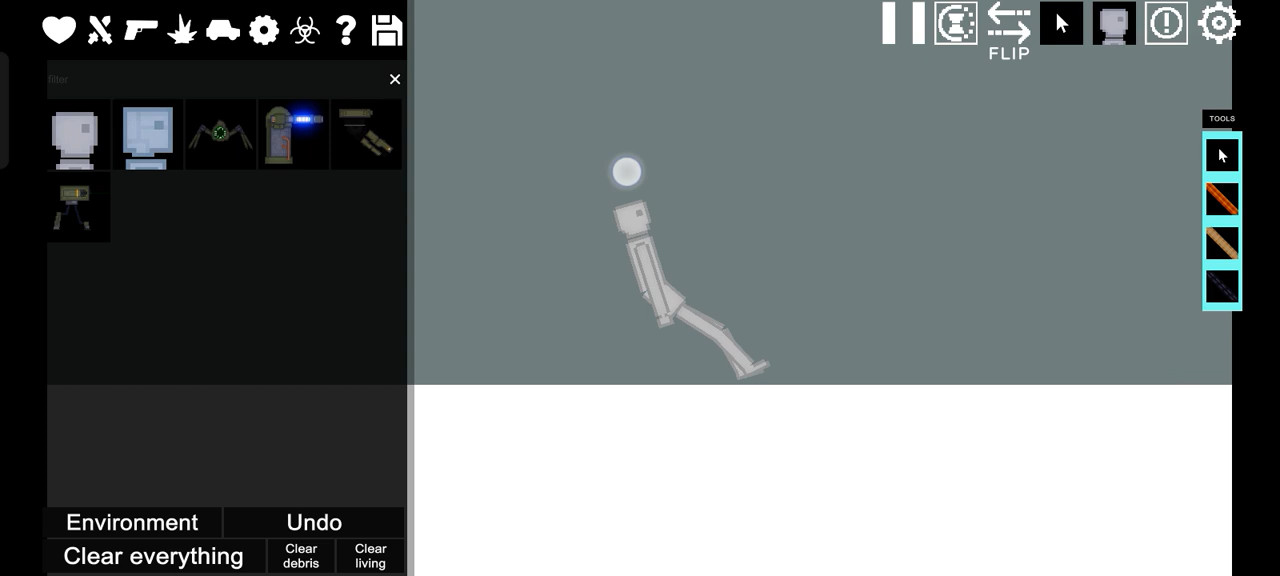 FLIP
filter
TOOLS
Environment
Undo
Clear everything
Clear
debris
Clear
living